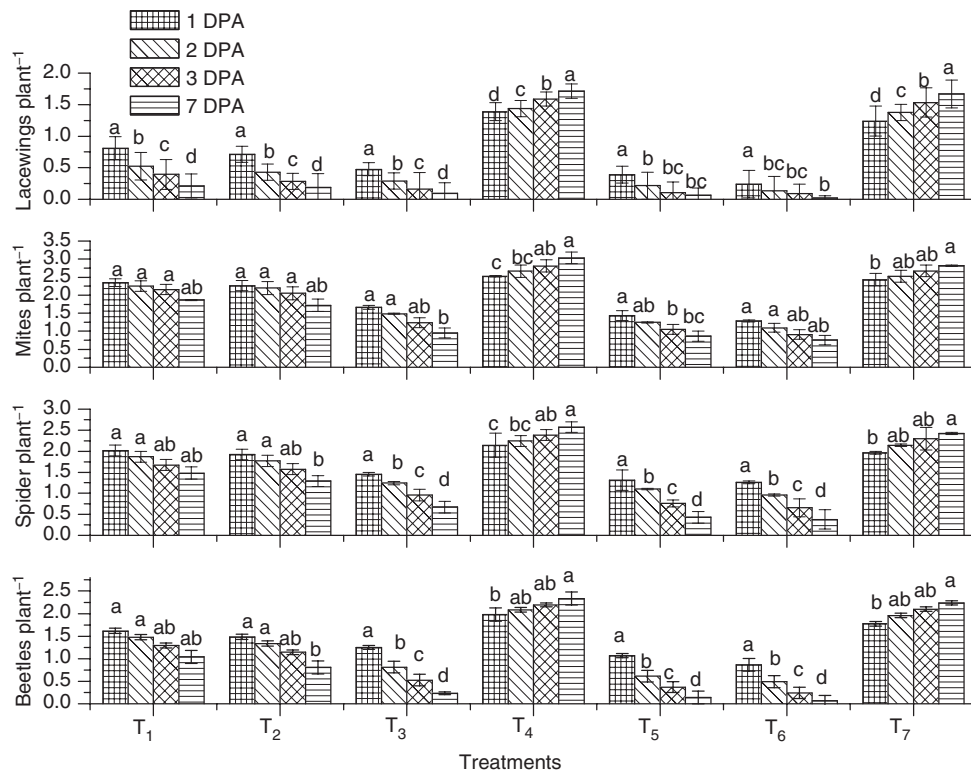 1 DPA
2 DPA
3 DPA
7 DPA
Lacewings plant⁻¹
2.0
1.5
1.0
0.5
0.0
a b c d
a b c d
a b c d
d c b a
a b bc bc
a bc bc b
d c b a
Mites plant⁻¹
3.5
3.0
2.5
2.0
1.5
1.0
0.5
0.0
a a a ab
a a a ab
a a ab b
c bc ab a
a ab b bc
a a ab ab
b ab ab a
Spider plant⁻¹
3.0
2.5
2.0
1.5
1.0
0.5
0.0
a a ab ab
a a ab b
a b c d
c bc ab a
a b c d
a b c d
b ab ab a
Beetles plant⁻¹
2.5
2.0
1.5
1.0
0.5
0.0
a a ab ab
a a ab b
a b c d
b ab ab a
a b c d
a b c d
b ab ab a
T₁ T₂ T₃ T₄ T₅ T₆ T₇
Treatments